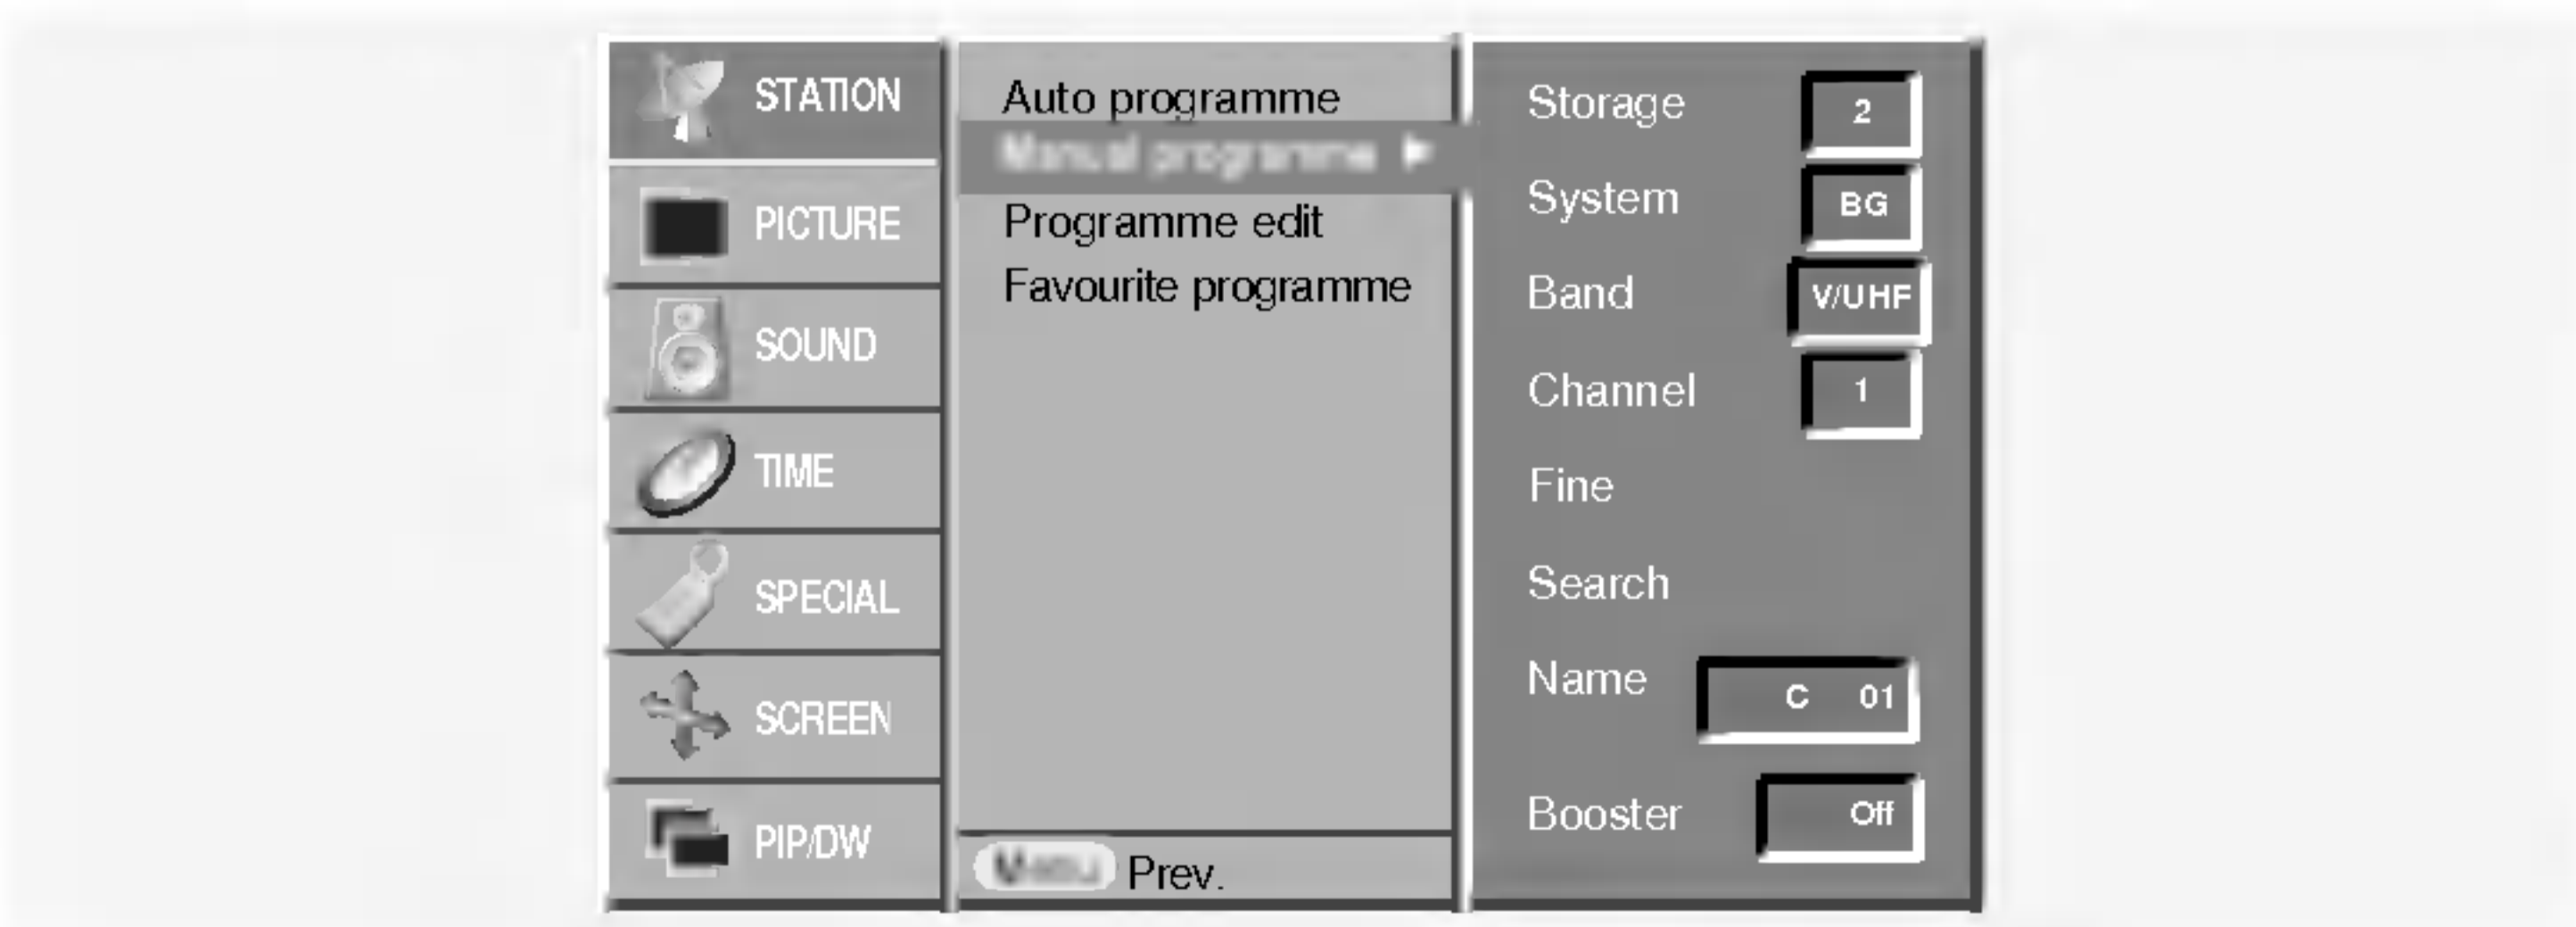 STATION
PICTURE
SOUND
TIME
SPECIAL
SCREEN
PIP/DW
Auto programme
Manual programme
Programme edit
Favourite programme
Menu Prev.
Storage 2
System BG
Band V/UHF
Channel 1
Fine
Search
Name C 01
Booster Off